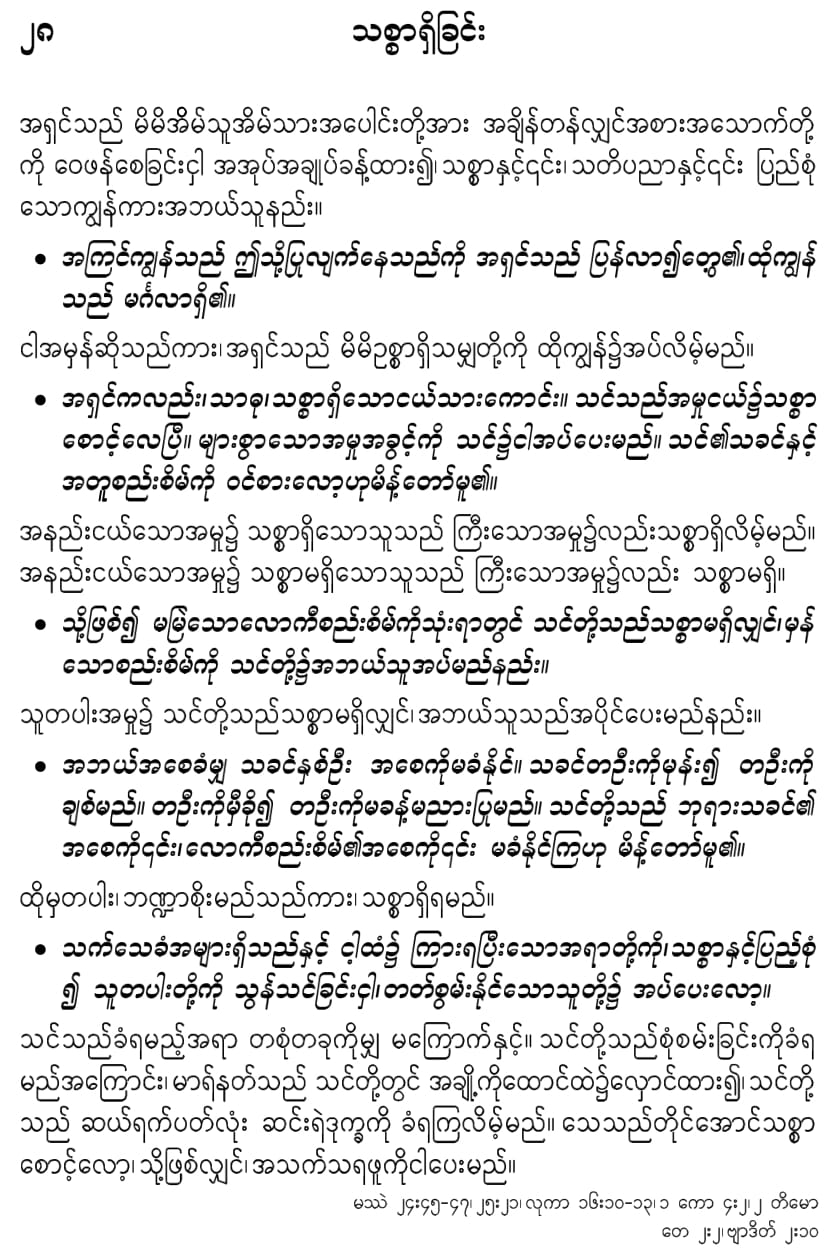 ၂၈ သစ္စာရှိခြင်း
အရှင်သည် မိမိအိမ်သူအိမ်သားအပေါင်းတို့အား အချိန်တန်လျှင်အစားအသောက်တို့
ကို ဝေဖန်စေခြင်းငှါ အအုပ်အချုပ်ခန့်ထား၍၊ သစ္စာနှင့်၎င်း၊ သတိပညာနှင့်၎င်း ပြည့်စုံ
သောကျွန်ကားအဘယ်သူနည်း။
• အကြင်ကျွန်သည် ဤသို့ပြုလျက်နေသည်ကို အရှင်သည် ပြန်လာ၍တွေ့၏၊ ထိုကျွန်
သည် မင်္ဂလာရှိ၏။
ငါအမှန်ဆိုသည်ကား၊ အရှင်သည် မိမိဥစ္စာရှိသမျှတို့ကို ထိုကျွန်၌အပ်လိမ့်မည်။
• အရှင်ကလည်း၊ သာဓု၊ သစ္စာရှိသောငယ်သားကောင်း။ သင်သည်အမှုငယ်၌သစ္စာ
စောင့်လေပြီ။ များစွာသောအမှုအခွင့်ကို သင်၌ငါအပ်ပေးမည်။ သင်၏သခင်နှင့်
အတူစည်းစိမ်ကို ဝင်စားလော့ဟုမိန့်တော်မူ၏။
အနည်းငယ်သောအမှု၌ သစ္စာရှိသောသူသည် ကြီးသောအမှု၌လည်းသစ္စာရှိလိမ့်မည်။
အနည်းငယ်သောအမှု၌ သစ္စာမရှိသောသူသည် ကြီးသောအမှု၌လည်း သစ္စာမရှိ။
• သို့ဖြစ်၍ မမြဲသောလောကီစည်းစိမ်ကိုသုံးရာတွင် သင်တို့သည်သစ္စာမရှိလျှင်၊ မှန်
သောစည်းစိမ်ကို သင်တို့၌အဘယ်သူအပ်မည်နည်း။
သူတပါးအမှု၌ သင်တို့သည်သစ္စာမရှိလျှင်၊ အဘယ်သူသည်အပိုင်ပေးမည်နည်း။
• အဘယ်အစေခံမျှ သခင်နှစ်ဦး အစေကိုမခံနိုင်။ သခင်တဦးကိုမုန်း၍ တဦးကို
ချစ်မည်။ တဦးကိုမှီခို၍ တဦးကိုမခန့်မညားပြုမည်။ သင်တို့သည် ဘုရားသခင်၏
အစေကို၎င်း၊ လောကီစည်းစိမ်၏အစေကို၎င်း မခံနိုင်ကြဟု မိန့်တော်မူ၏။
ထိုမှတပါး၊ ဘဏ္ဍာစိုးမည်သည်ကား၊ သစ္စာရှိရမည်။
• သက်သေခံအများရှိသည်နှင့် ငါ့ထံ၌ ကြားရပြီးသောအရာတို့ကို၊ သစ္စာနှင့်ပြည့်စုံ
၍ သူတပါးတို့ကို သွန်သင်ခြင်းငှါ၊ တတ်စွမ်းနိုင်သောသူတို့၌ အပ်ပေးလော့။
သင်သည်ခံရမည့်အရာ တစုံတခုကိုမျှ မကြောက်နှင့်။ သင်တို့သည်စုံစမ်းခြင်းကိုခံရ
မည်အကြောင်း၊ မာရ်နတ်သည် သင်တို့တွင် အချို့ကိုထောင်ထဲ၌လှောင်ထား၍၊ သင်တို့
သည် ဆယ်ရက်ပတ်လုံး ဆင်းရဲဒုက္ခကို ခံရကြလိမ့်မည်။ သေသည်တိုင်အောင်သစ္စာ
စောင့်လော့၊ သို့ဖြစ်လျှင်၊ အသက်သရဖူကိုငါပေးမည်။
မဿဲ ၂၄း၄၅-၄၇၊ ၂၅း၂၁၊ လုကာ ၁၆း၁၀-၁၃၊ ၁ ကော ၄း၂၊ ၂ တိမော
တေ ၂း၂၊ ဗျာဒိတ် ၂း၁၀